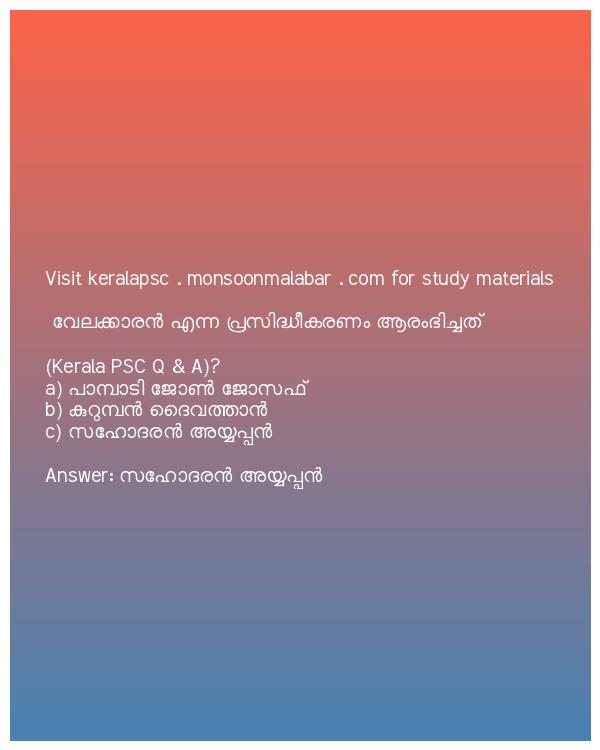 Visit keralapsc . monsoonmalabar . com for study materials
വേലക്കാരൻ എന്ന പ്രസിദ്ധീകരണം ആരംഭിച്ചത്
(Kerala PSC Q & A)?
a) പാമ്പാടി ജോൺ ജോസഫ്
b) കുറുമ്പൻ ദൈവത്താൻ
c) സഹോദരൻ അയ്യപ്പൻ
Answer: സഹോദരൻ അയ്യപ്പൻ